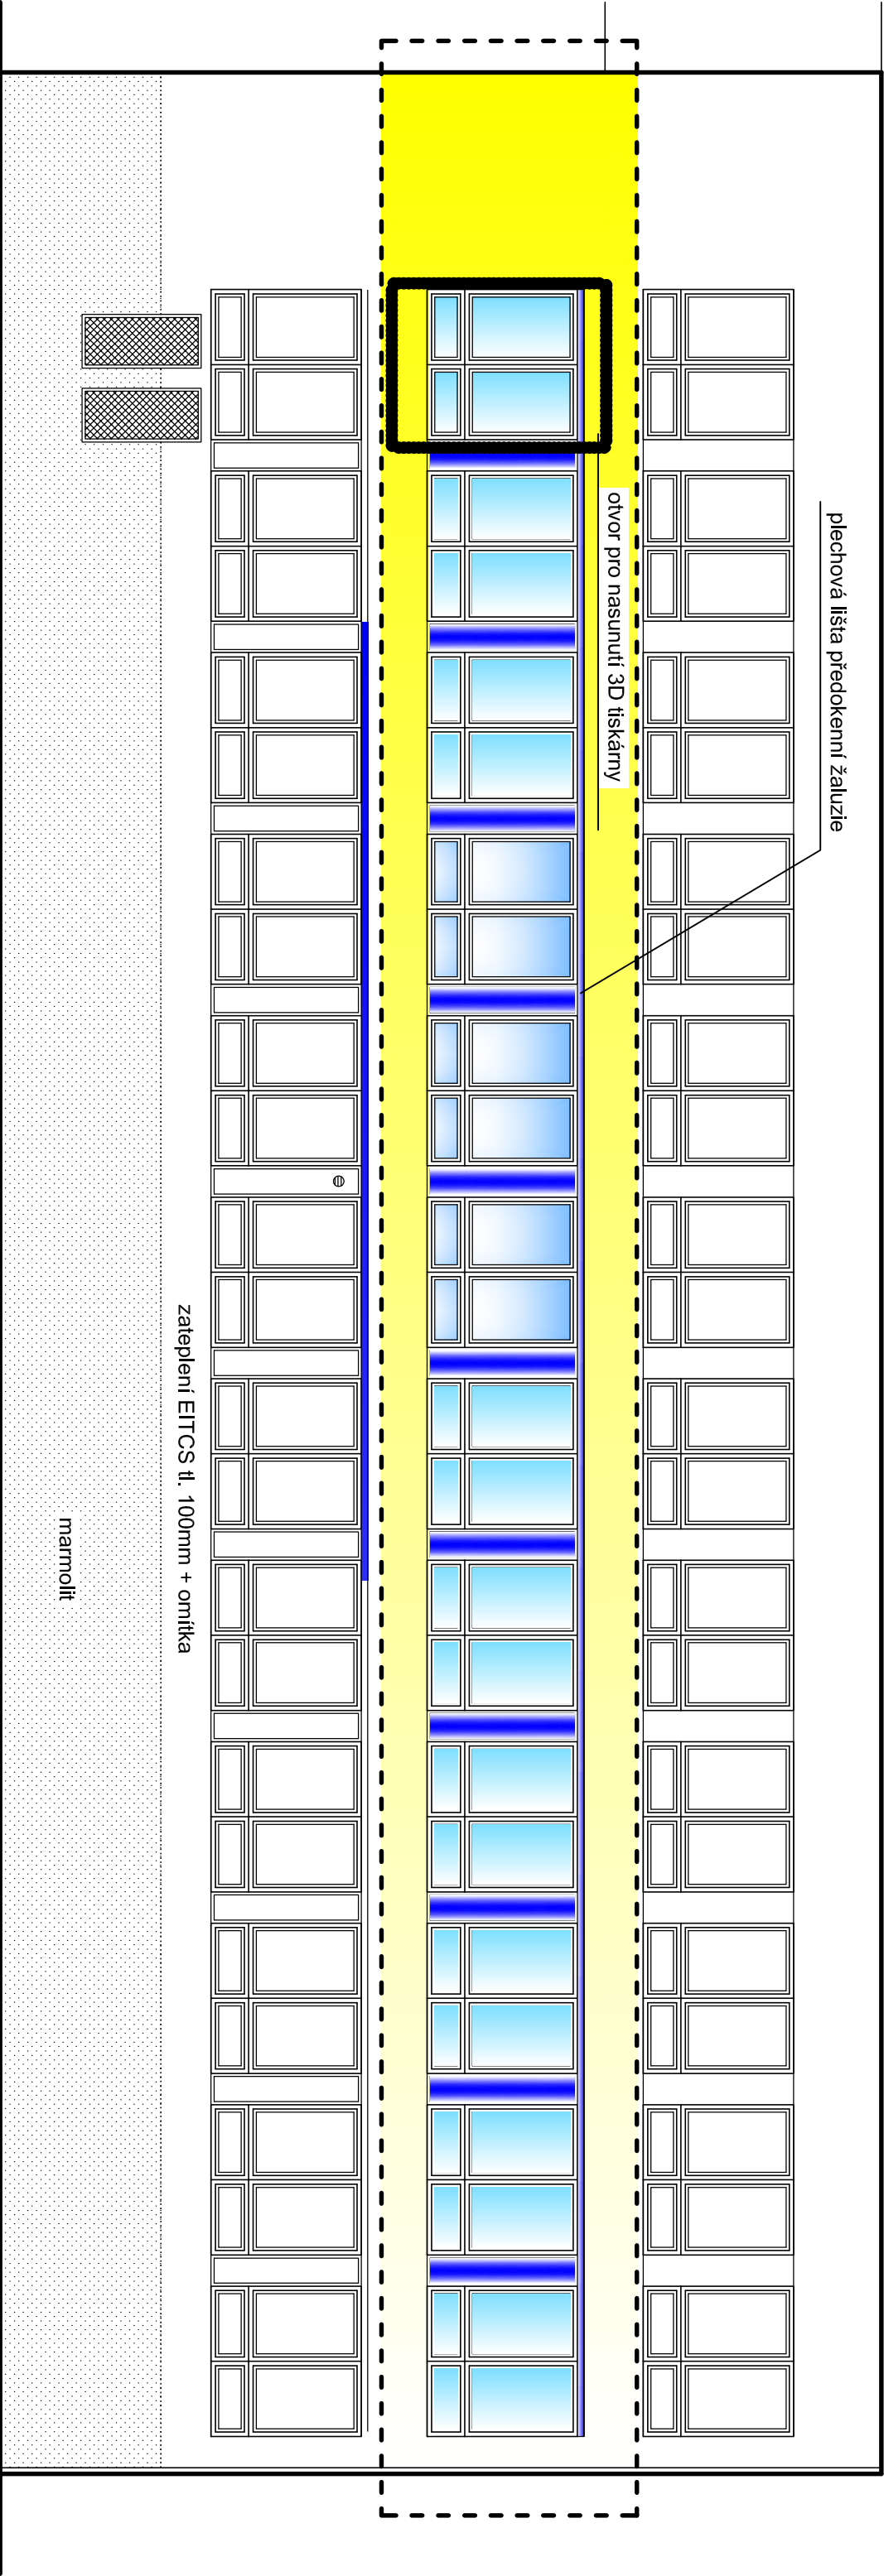 plechová lišta předokenní žaluzie
otvor pro nasunutí 3D tiskárny
zateplení EITCS tl. 100mm + omítka
marmolit